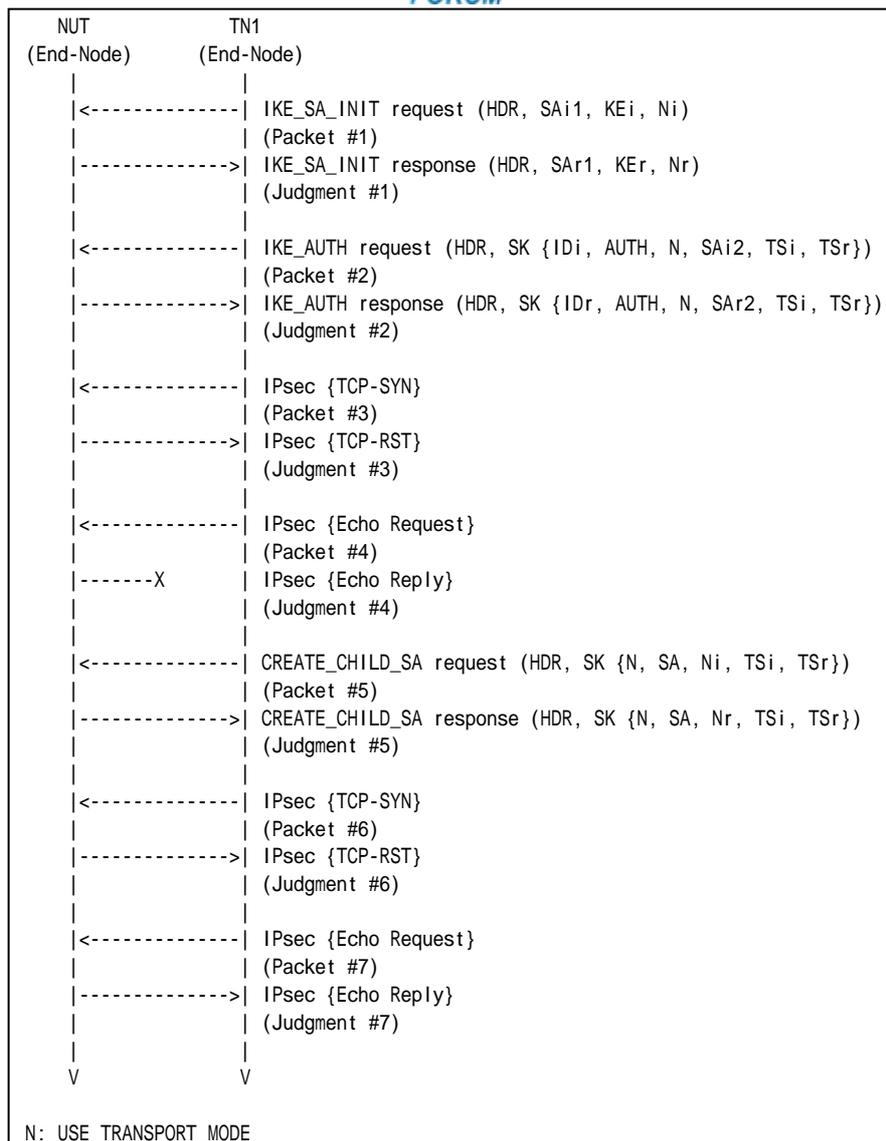 FORUM
NUT TN1
(End-Node) (End-Node)
| |
|<--------------| IKE_SA_INIT request (HDR, SAi1, KEi, Ni)
| | (Packet #1)
|-------------->| IKE_SA_INIT response (HDR, SAr1, KEr, Nr)
| | (Judgment #1)
| |
|<--------------| IKE_AUTH request (HDR, SK {IDi, AUTH, N, SAi2, TSi, TSr})
| | (Packet #2)
|-------------->| IKE_AUTH response (HDR, SK {IDr, AUTH, N, SAr2, TSi, TSr})
| | (Judgment #2)
| |
|<--------------| IPsec {TCP-SYN}
| | (Packet #3)
|-------------->| IPsec {TCP-RST}
| | (Judgment #3)
| |
|<--------------| IPsec {Echo Request}
| | (Packet #4)
|-------X | IPsec {Echo Reply}
| | (Judgment #4)
| |
|<--------------| CREATE_CHILD_SA request (HDR, SK {N, SA, Ni, TSi, TSr})
| | (Packet #5)
|-------------->| CREATE_CHILD_SA response (HDR, SK {N, SA, Nr, TSi, TSr})
| | (Judgment #5)
| |
|<--------------| IPsec {TCP-SYN}
| | (Packet #6)
|-------------->| IPsec {TCP-RST}
| | (Judgment #6)
| |
|<--------------| IPsec {Echo Request}
| | (Packet #7)
|-------------->| IPsec {Echo Reply}
| | (Judgment #7)
| |
V V
N: USE TRANSPORT MODE